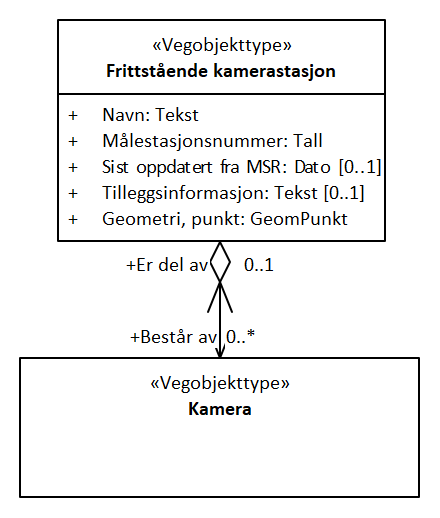 «Vegobjekttype»
Frittstående kamerastasjon
+ Navn: Tekst
+ Målestasjonsnummer: Tall
+ Sist oppdatert fra MSR: Dato [0..1]
+ Tilleggsinformasjon: Tekst [0..1]
+ Geometri, punkt: GeomPunkt
+Er del av 0..1
+Består av 0..*
«Vegobjekttype»
Kamera